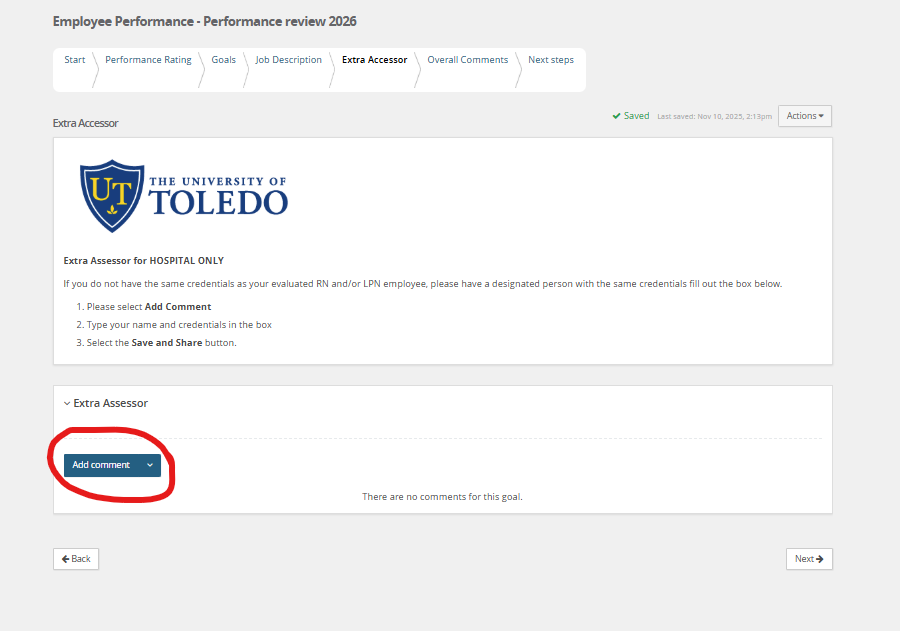 Employee Performance - Performance review 2026
Start Performance Rating Goals Job Description Extra Accessor Overall Comments Next steps
Extra Accessor
Saved Last saved: Nov 10, 2025, 2:13pm Actions
UT
THE UNIVERSITY OF
TOLEDO
Extra Assessor for HOSPITAL ONLY
If you do not have the same credentials as your evaluated RN and/or LPN employee, please have a designated person with the same credentials fill out the box below.
1. Please select Add Comment
2. Type your name and credentials in the box
3. Select the Save and Share button.
Extra Assessor
Add comment
There are no comments for this goal.
Back
Next